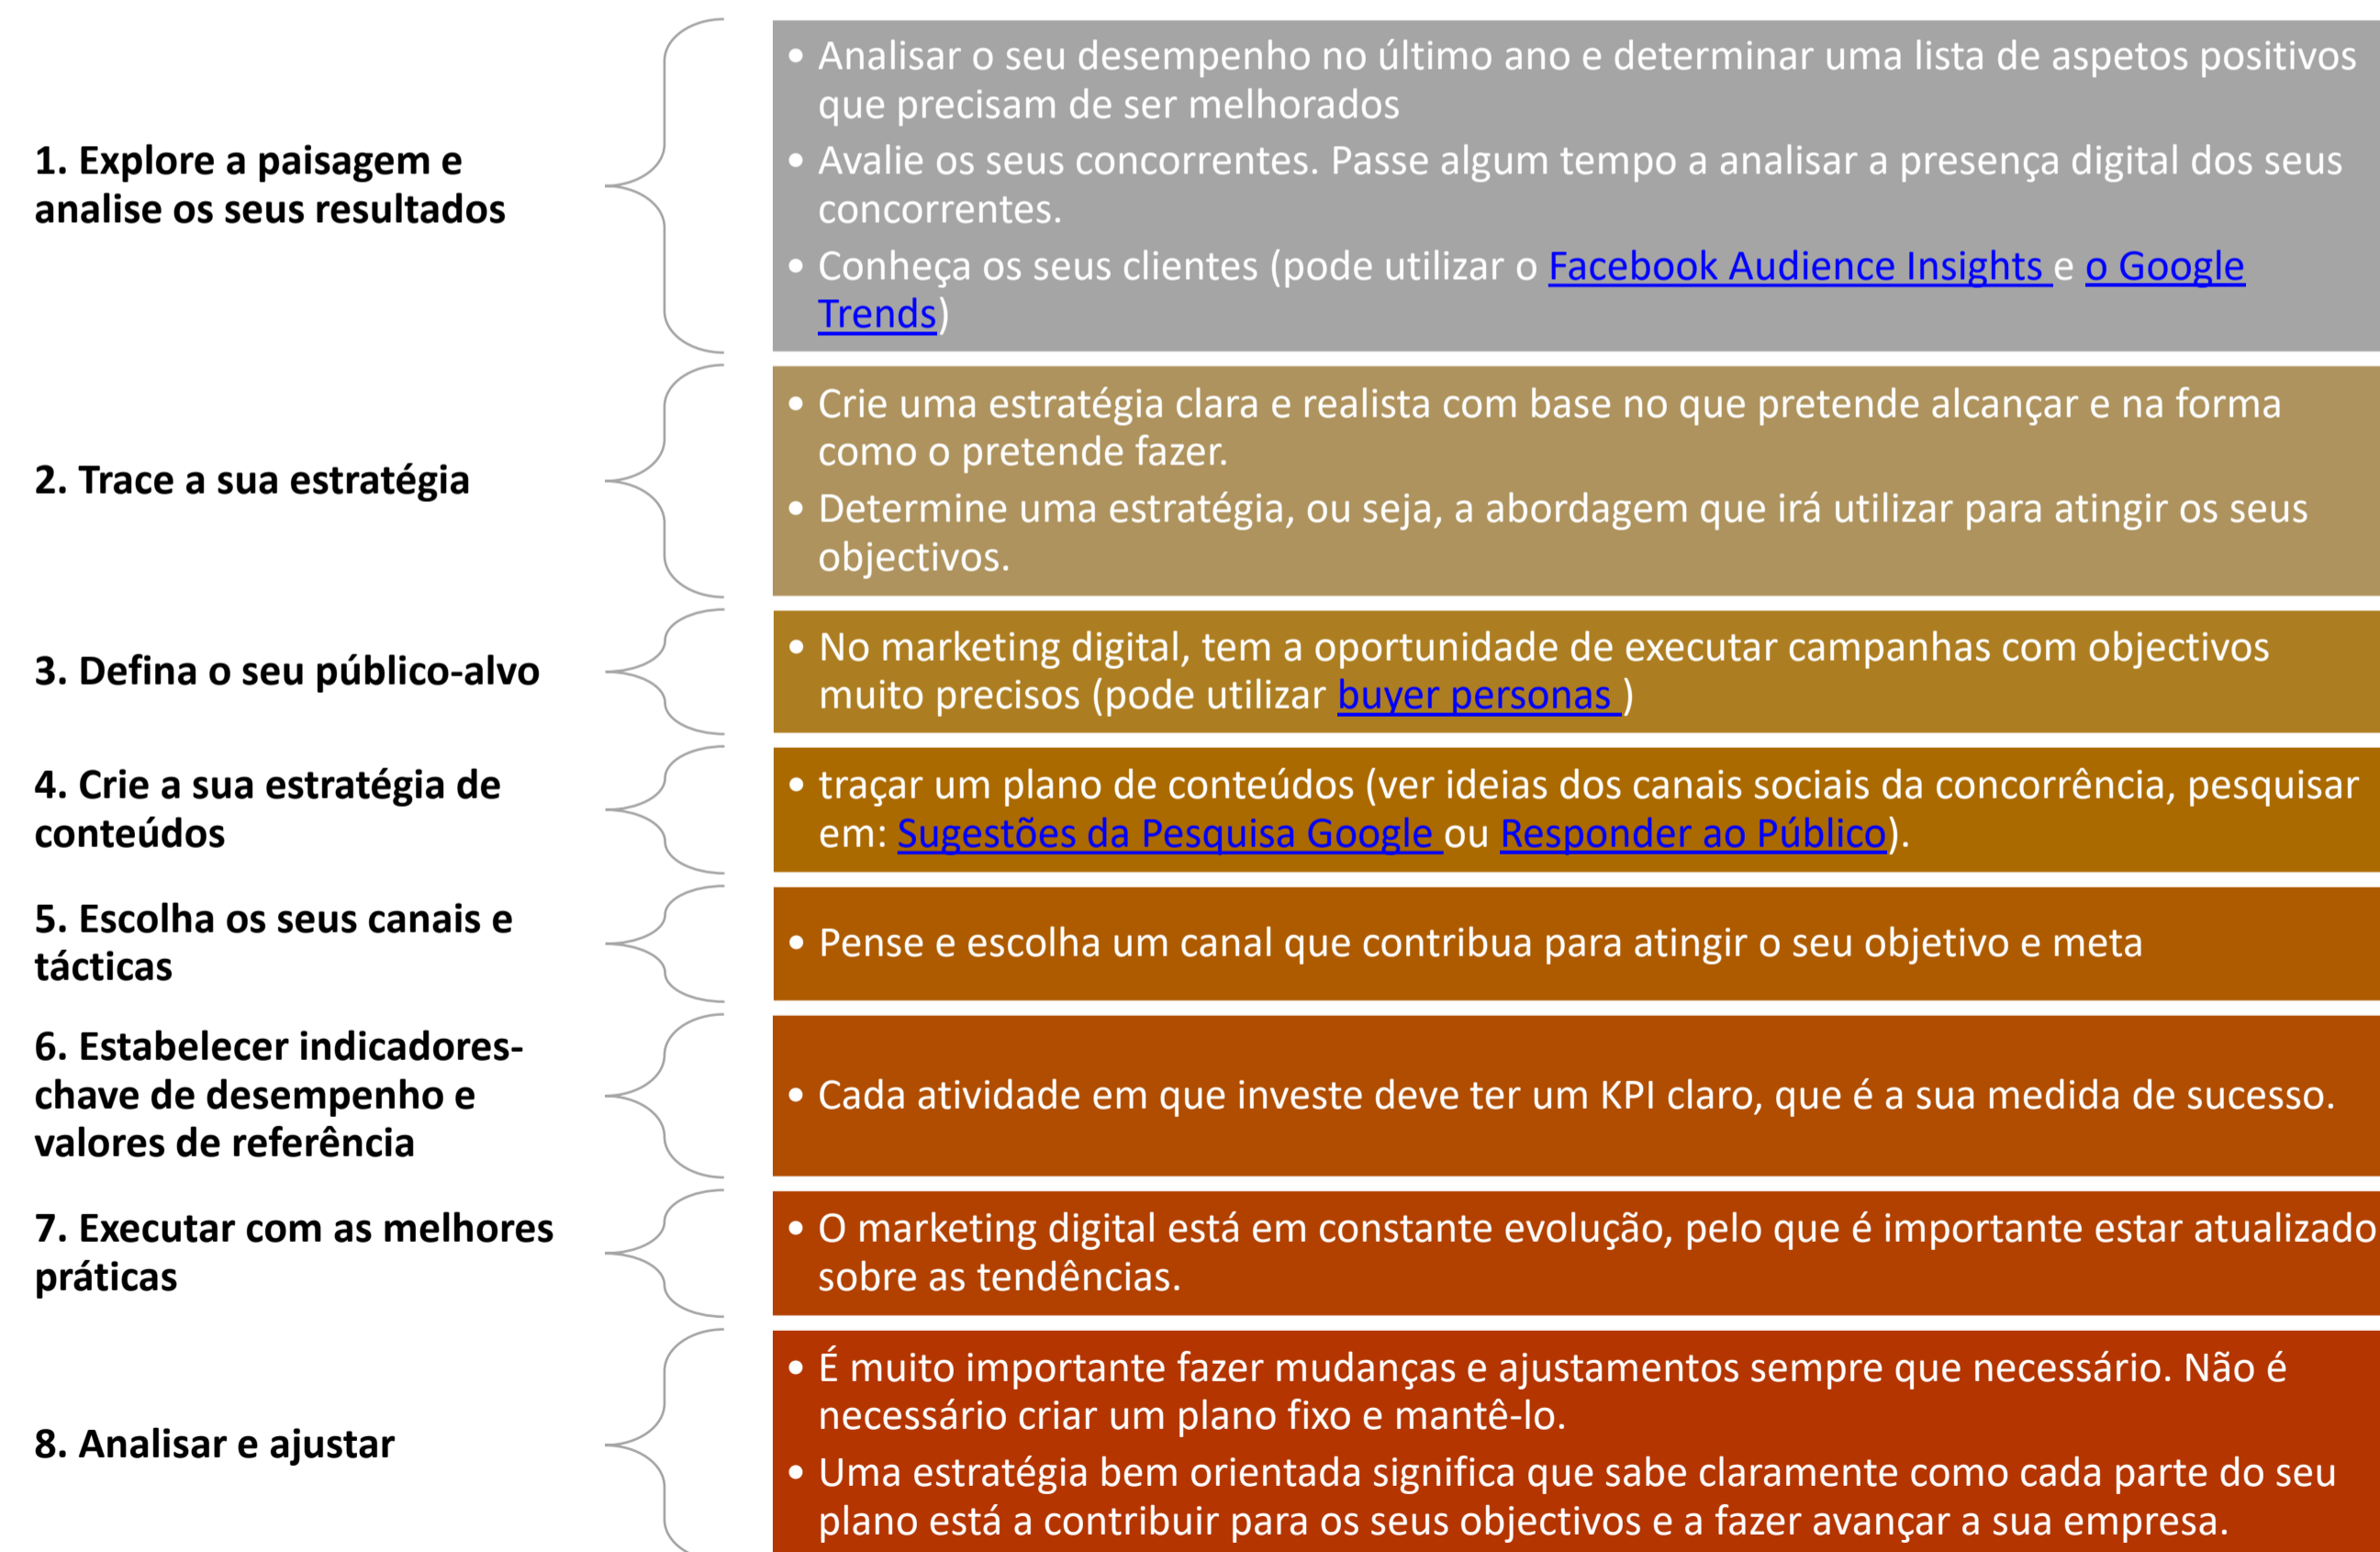 1. Explore a paisagem e
analise os seus resultados
• Analisar o seu desempenho no último ano e determinar uma lista de aspetos positivos
que precisam de ser melhorados
• Avalie os seus concorrentes. Passe algum tempo a analisar a presença digital dos seus
concorrentes.
• Conheça os seus clientes (pode utilizar o Facebook Audience Insights e o Google
Trends)
2. Trace a sua estratégia
• Crie uma estratégia clara e realista com base no que pretende alcançar e na forma
como o pretende fazer.
• Determine uma estratégia, ou seja, a abordagem que irá utilizar para atingir os seus
objectivos.
3. Defina o seu público-alvo
• No marketing digital, tem a oportunidade de executar campanhas com objectivos
muito precisos (pode utilizar buyer personas )
4. Crie a sua estratégia de
conteúdos
• traçar um plano de conteúdos (ver ideias dos canais sociais da concorrência, pesquisar
em: Sugestões da Pesquisa Google ou Responder ao Público).
5. Escolha os seus canais e
tácticas
• Pense e escolha um canal que contribua para atingir o seu objetivo e meta
6. Estabelecer indicadores-
chave de desempenho e
valores de referência
• Cada atividade em que investe deve ter um KPI claro, que é a sua medida de sucesso.
7. Executar com as melhores
práticas
• O marketing digital está em constante evolução, pelo que é importante estar atualizado
sobre as tendências.
8. Analisar e ajustar
• É muito importante fazer mudanças e ajustamentos sempre que necessário. Não é
necessário criar um plano fixo e mantê-lo.
• Uma estratégia bem orientada significa que sabe claramente como cada parte do seu
plano está a contribuir para os seus objectivos e a fazer avançar a sua empresa.